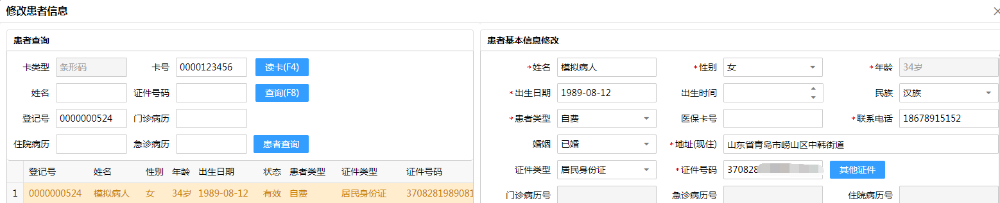 修改患者信息
患者查询
卡类型 条形码 卡号 0000123456 读卡(F4)
姓名 证件号码 查询(F8)
登记号 0000000524 门诊病历
住院病历 急诊病历 患者查询
登记号 姓名 性别 年龄 出生日期 状态 患者类型 证件类型 证件号码
1 0000000524 模拟病人 女 34岁 1989-08-12 有效 自费 居民身份证 3708281989081
患者基本信息修改
*姓名 模拟病人 *性别 女 *年龄 34岁
*出生日期 1989-08-12 出生时间 民族 汉族
*患者类型 自费 医保卡号 *联系电话 18678915152
婚姻 已婚 *地址(现住) 山东省青岛市崂山区中韩街道
证件类型 居民身份证 *证件号码 370828 其他证件
门诊病历号 急诊病历号 住院病历号